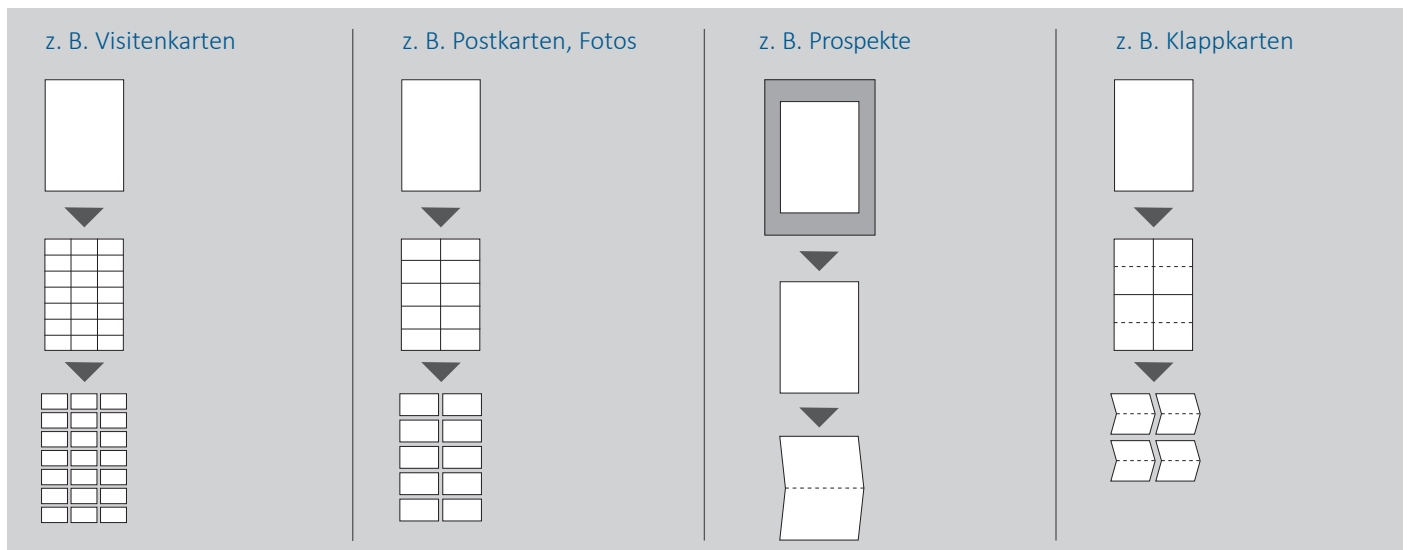 z. B. Visitenkarten
z. B. Postkarten, Fotos
z. B. Prospekte
z. B. Klappkarten